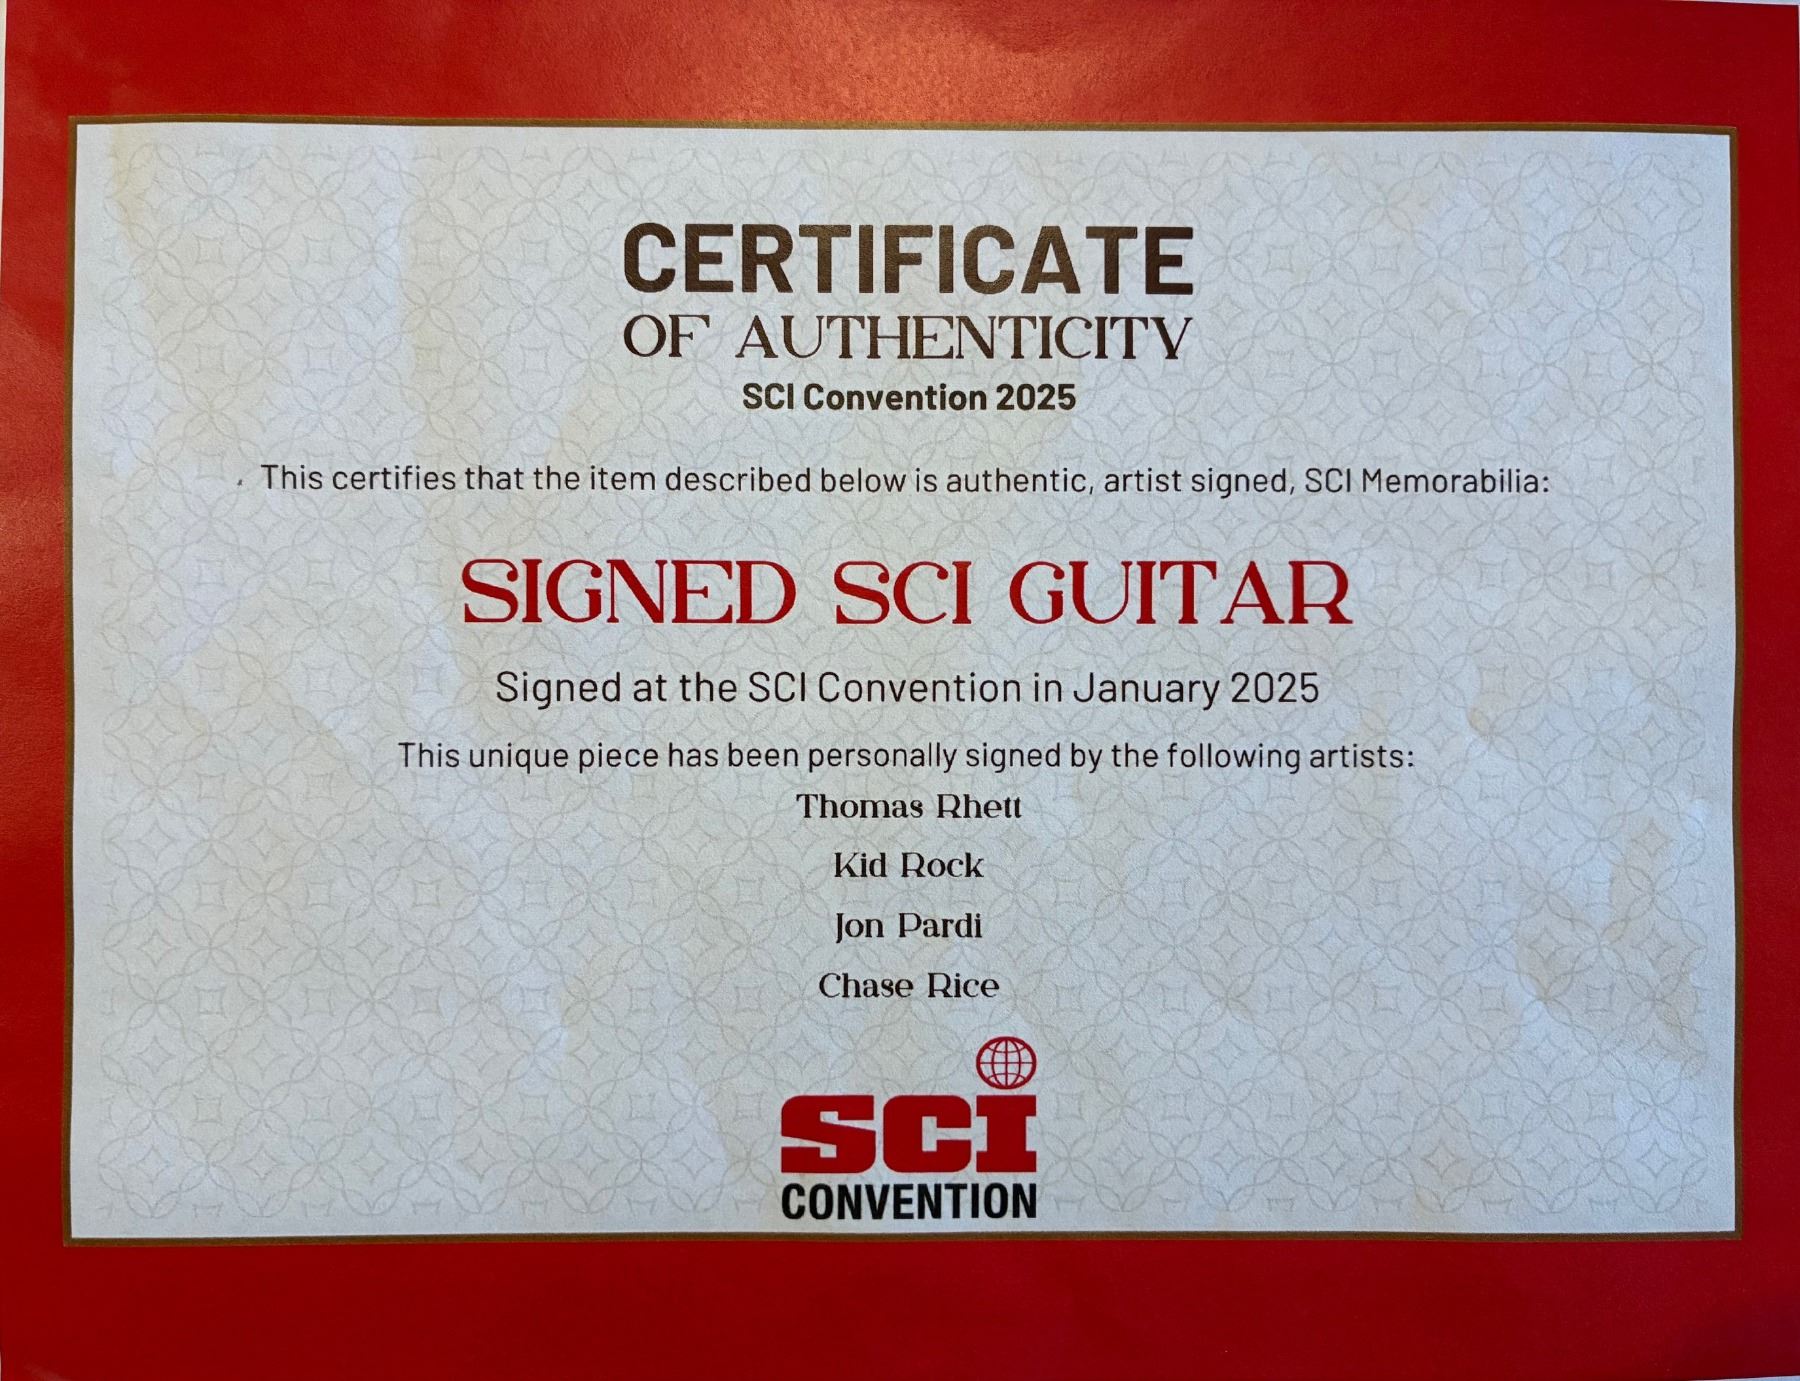 CERTIFICATE
OF AUTHENTICITY
SCI Convention 2025
This certifies that the item described below is authentic, artist signed, SCI Memorabilia:
SIGNED SCI GUITAR
Signed at the SCI Convention in January 2025
This unique piece has been personally signed by the following artists:
Thomas Rhett
Kid Rock
Jon Pardi
Chase Rice
SCI
CONVENTION